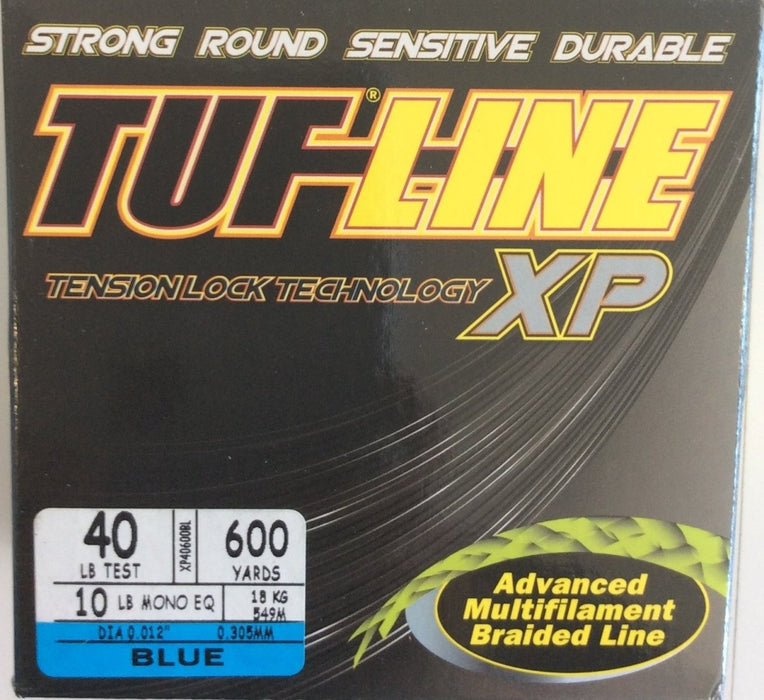 STRONG ROUND SENSITIVE DURABLE
TUF-LINE®
XP
TENSION LOCK TECHNOLOGY
40
LB TEST
XP40600BL
600
YARDS
10 LB MONO EQ
18 KG
549M
DIA 0.012"
0.305MM
BLUE
Advanced
Multifilament
Braided Line